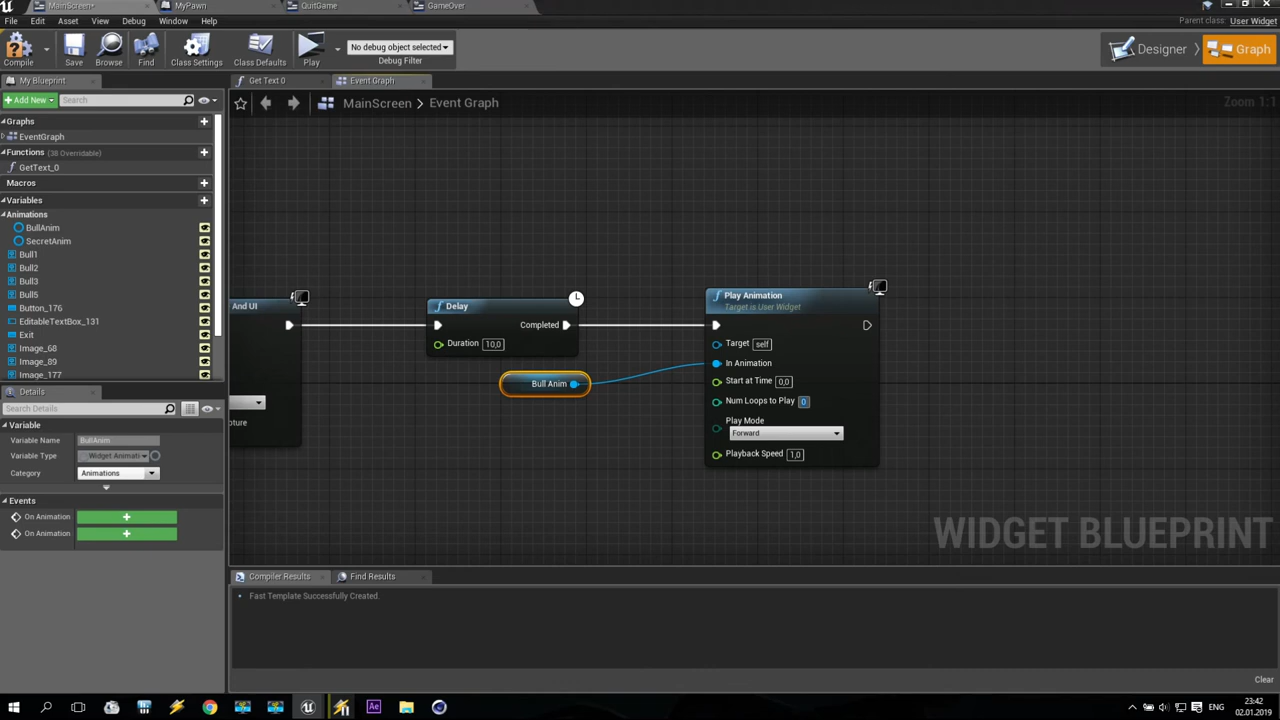 MainScreen+
MyPawn
QuitGame
GameOver
File Edit Asset View Debug Window Help
Parent class:
User Widget
Compile
Save
Browse
Find
Class Settings
Class Defaults
Play
No debug object selected
Debug Filter
Designer
Graph
My Blueprint
Get Text 0
Event Graph
Add New
Search
MainScreen > Event Graph
Zoom 1:1
Graphs
EventGraph
Functions (38 Overridable)
GetText_0
Macros
Variables
Animations
BullAnim
SecretAnim
Bull1
Bull2
Bull3
Bull5
Button_176
EditableTextBox_131
Exit
Image_68
Image_89
Image_177
And UI
pture
Delay
Completed
Duration 10,0
Bull Anim
Play Animation
Target is User Widget
Target self
In Animation
Start at Time 0,0
Num Loops to Play 0
Play Mode
Forward
Playback Speed 1,0
Details
Search Details
Variable
Variable Name BullAnim
Variable Type Widget Animati
Category Animations
Events
On Animation
On Animation
WIDGET BLUEPRINT
Compiler Results
Find Results
Fast Template Successfully Created.
Clear
ENG
23:42
02.01.2019
Ae